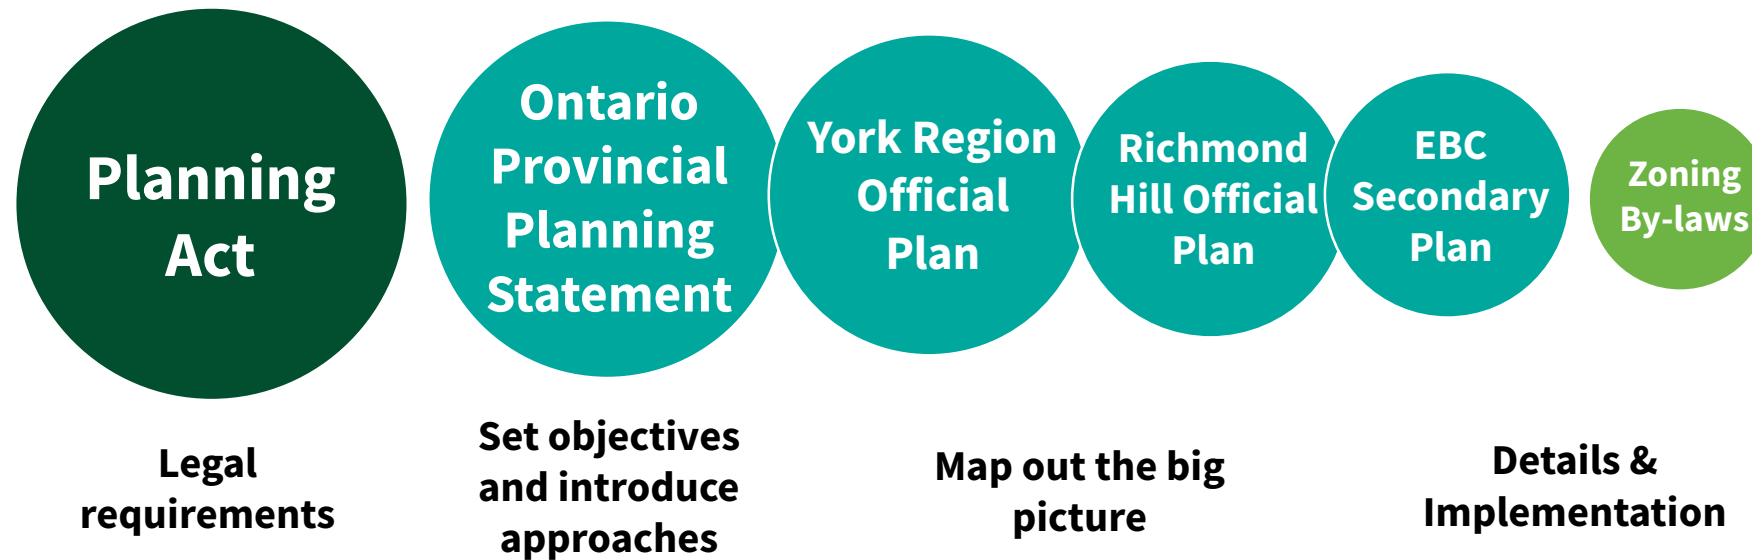 Planning
Act
Ontario
Provincial
Planning
Statement
York Region
Official
Plan
Richmond
Hill Official
Plan
EBC
Secondary
Plan
Zoning
By-laws
Legal
requirements
Set objectives
and introduce
approaches
Map out the big
picture
Details &
Implementation